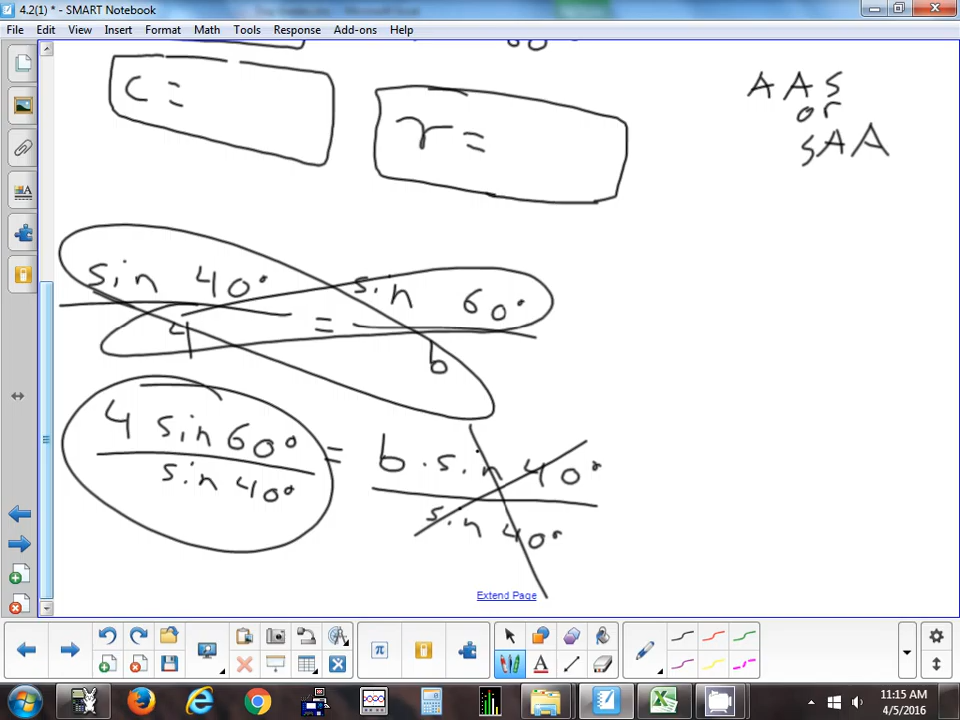 4.2(1) * - SMART Notebook
File Edit View Insert Format Math Tools Response Add-ons Help
60°
c =
r =
AAS
or
SAA
sin 40° = sin 60°
4 b
4 sin 60° = b · sin 40°
sin 40° sin 40°
Extend Page
11:15 AM
4/5/2016